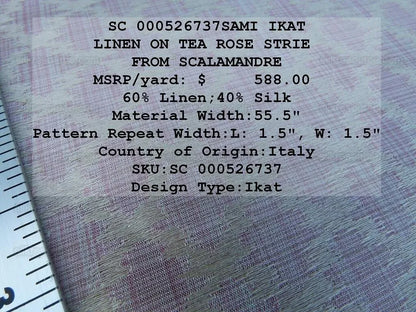 SC 000526737SAMI IKAT
LINEN ON TEA ROSE STRIE
FROM SCALAMANDRE
MSRP/yard: $ 588.00
60% Linen;40% Silk
Material Width:55.5"
Pattern Repeat Width:L: 1.5", W: 1.5"
Country of Origin:Italy
SKU:SC 000526737
Design Type:Ikat
3